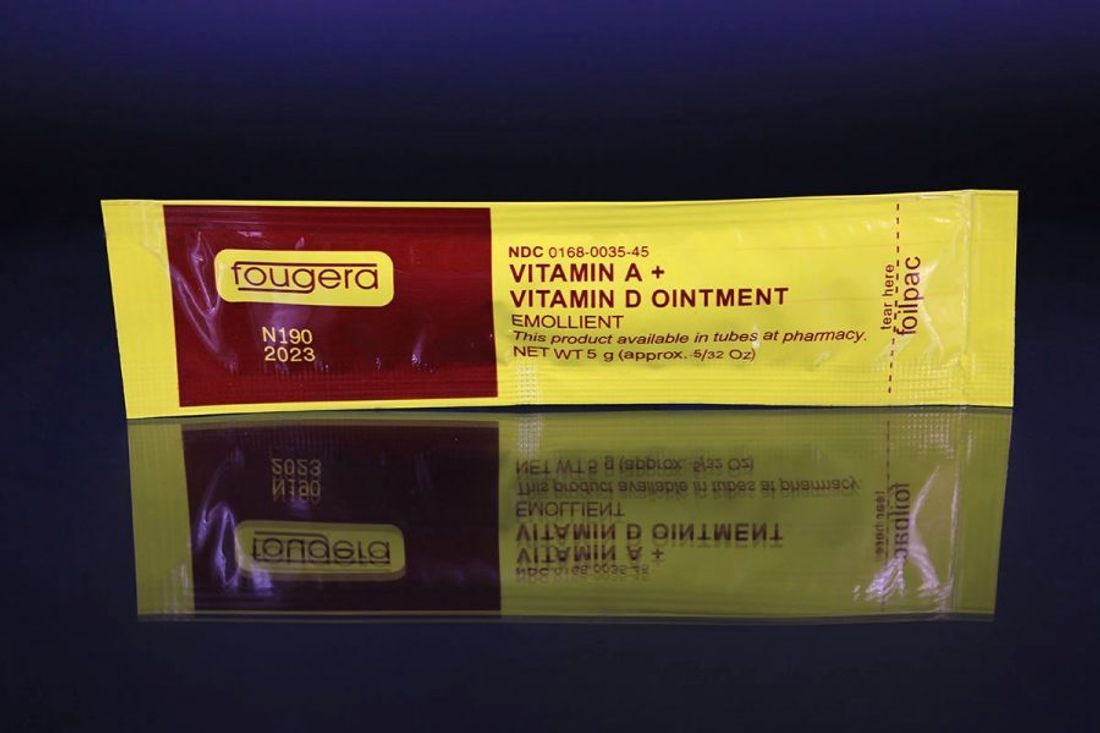 fougera
N190
2023
NDC 0168-0035-45
VITAMIN A +
VITAMIN D OINTMENT
EMOLLIENT
This product available in tubes at pharmacy.
NET WT 5 g (approx. 5/32 Oz)
tear here
foilpac